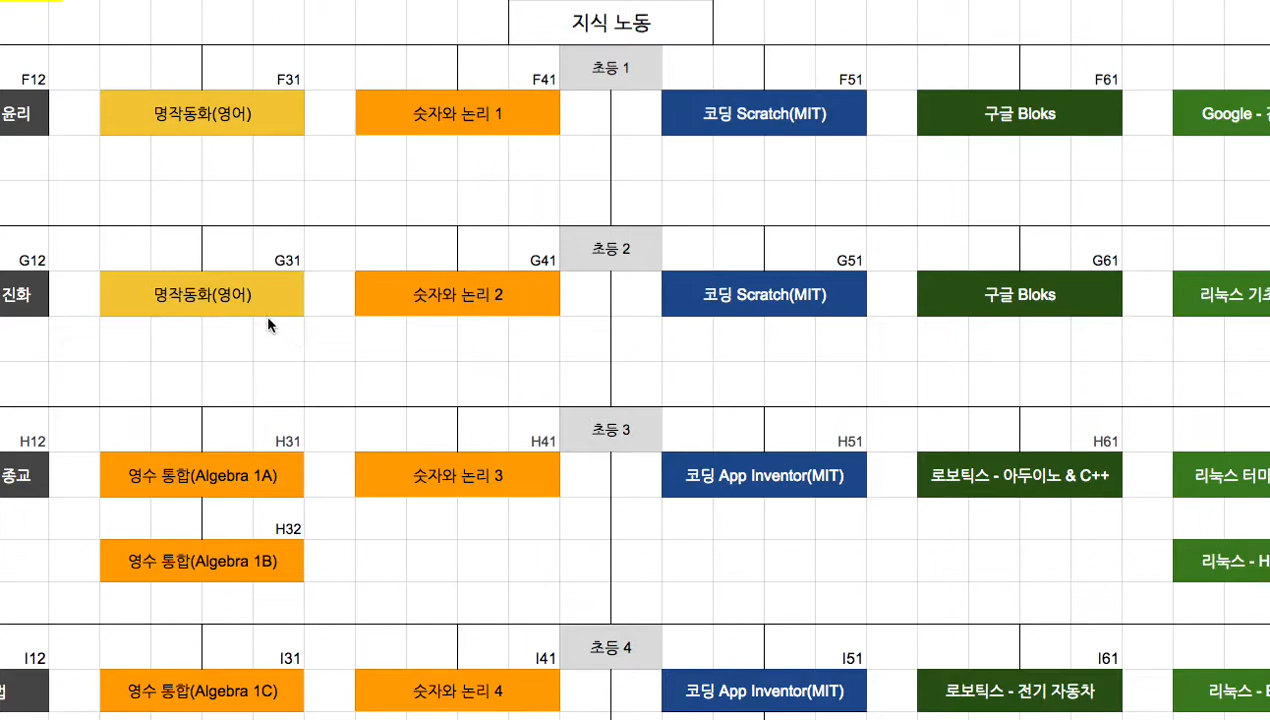 지식 노동
초등 1
F12
F31
F41
F51
F61
윤리
명작동화(영어)
숫자와 논리 1
코딩 Scratch(MIT)
구글 Bloks
Google -
초등 2
G12
G31
G41
G51
G61
진화
명작동화(영어)
숫자와 논리 2
코딩 Scratch(MIT)
구글 Bloks
리눅스 기초
초등 3
H12
H31
H41
H51
H61
종교
영수 통합(Algebra 1A)
숫자와 논리 3
코딩 App Inventor(MIT)
로보틱스 - 아두이노 & C++
리눅스 터미
H32
영수 통합(Algebra 1B)
리눅스 - H
초등 4
I12
I31
I41
I51
I61
영수 통합(Algebra 1C)
숫자와 논리 4
코딩 App Inventor(MIT)
로보틱스 - 전기 자동차
리눅스 -